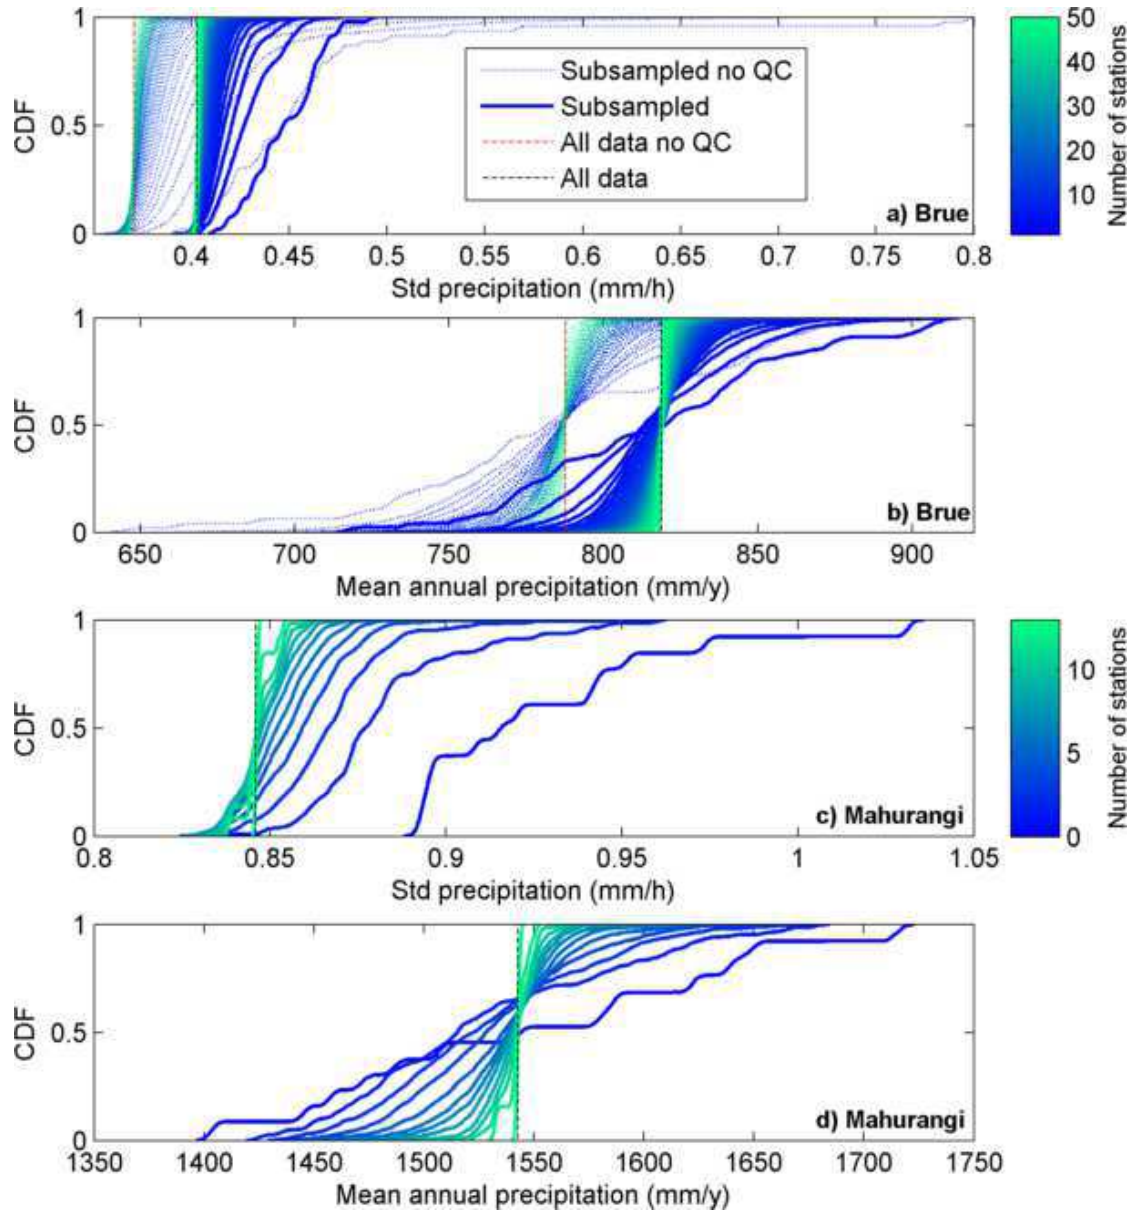 1
0.5
0
CDF
0.4
0.45
0.5
0.55
0.6
0.65
0.7
0.75
0.8
Std precipitation (mm/h)
Subsampled no QC
Subsampled
All data no QC
All data
a) Brue
50
40
30
20
10
Number of stations
1
0.5
0
CDF
650
700
750
800
850
900
Mean annual precipitation (mm/y)
b) Brue
1
0.5
0
CDF
0.8
0.85
0.9
0.95
1
1.05
Std precipitation (mm/h)
c) Mahurangi
10
5
0
Number of stations
1
0.5
0
CDF
1350
1400
1450
1500
1550
1600
1650
1700
1750
Mean annual precipitation (mm/y)
d) Mahurangi